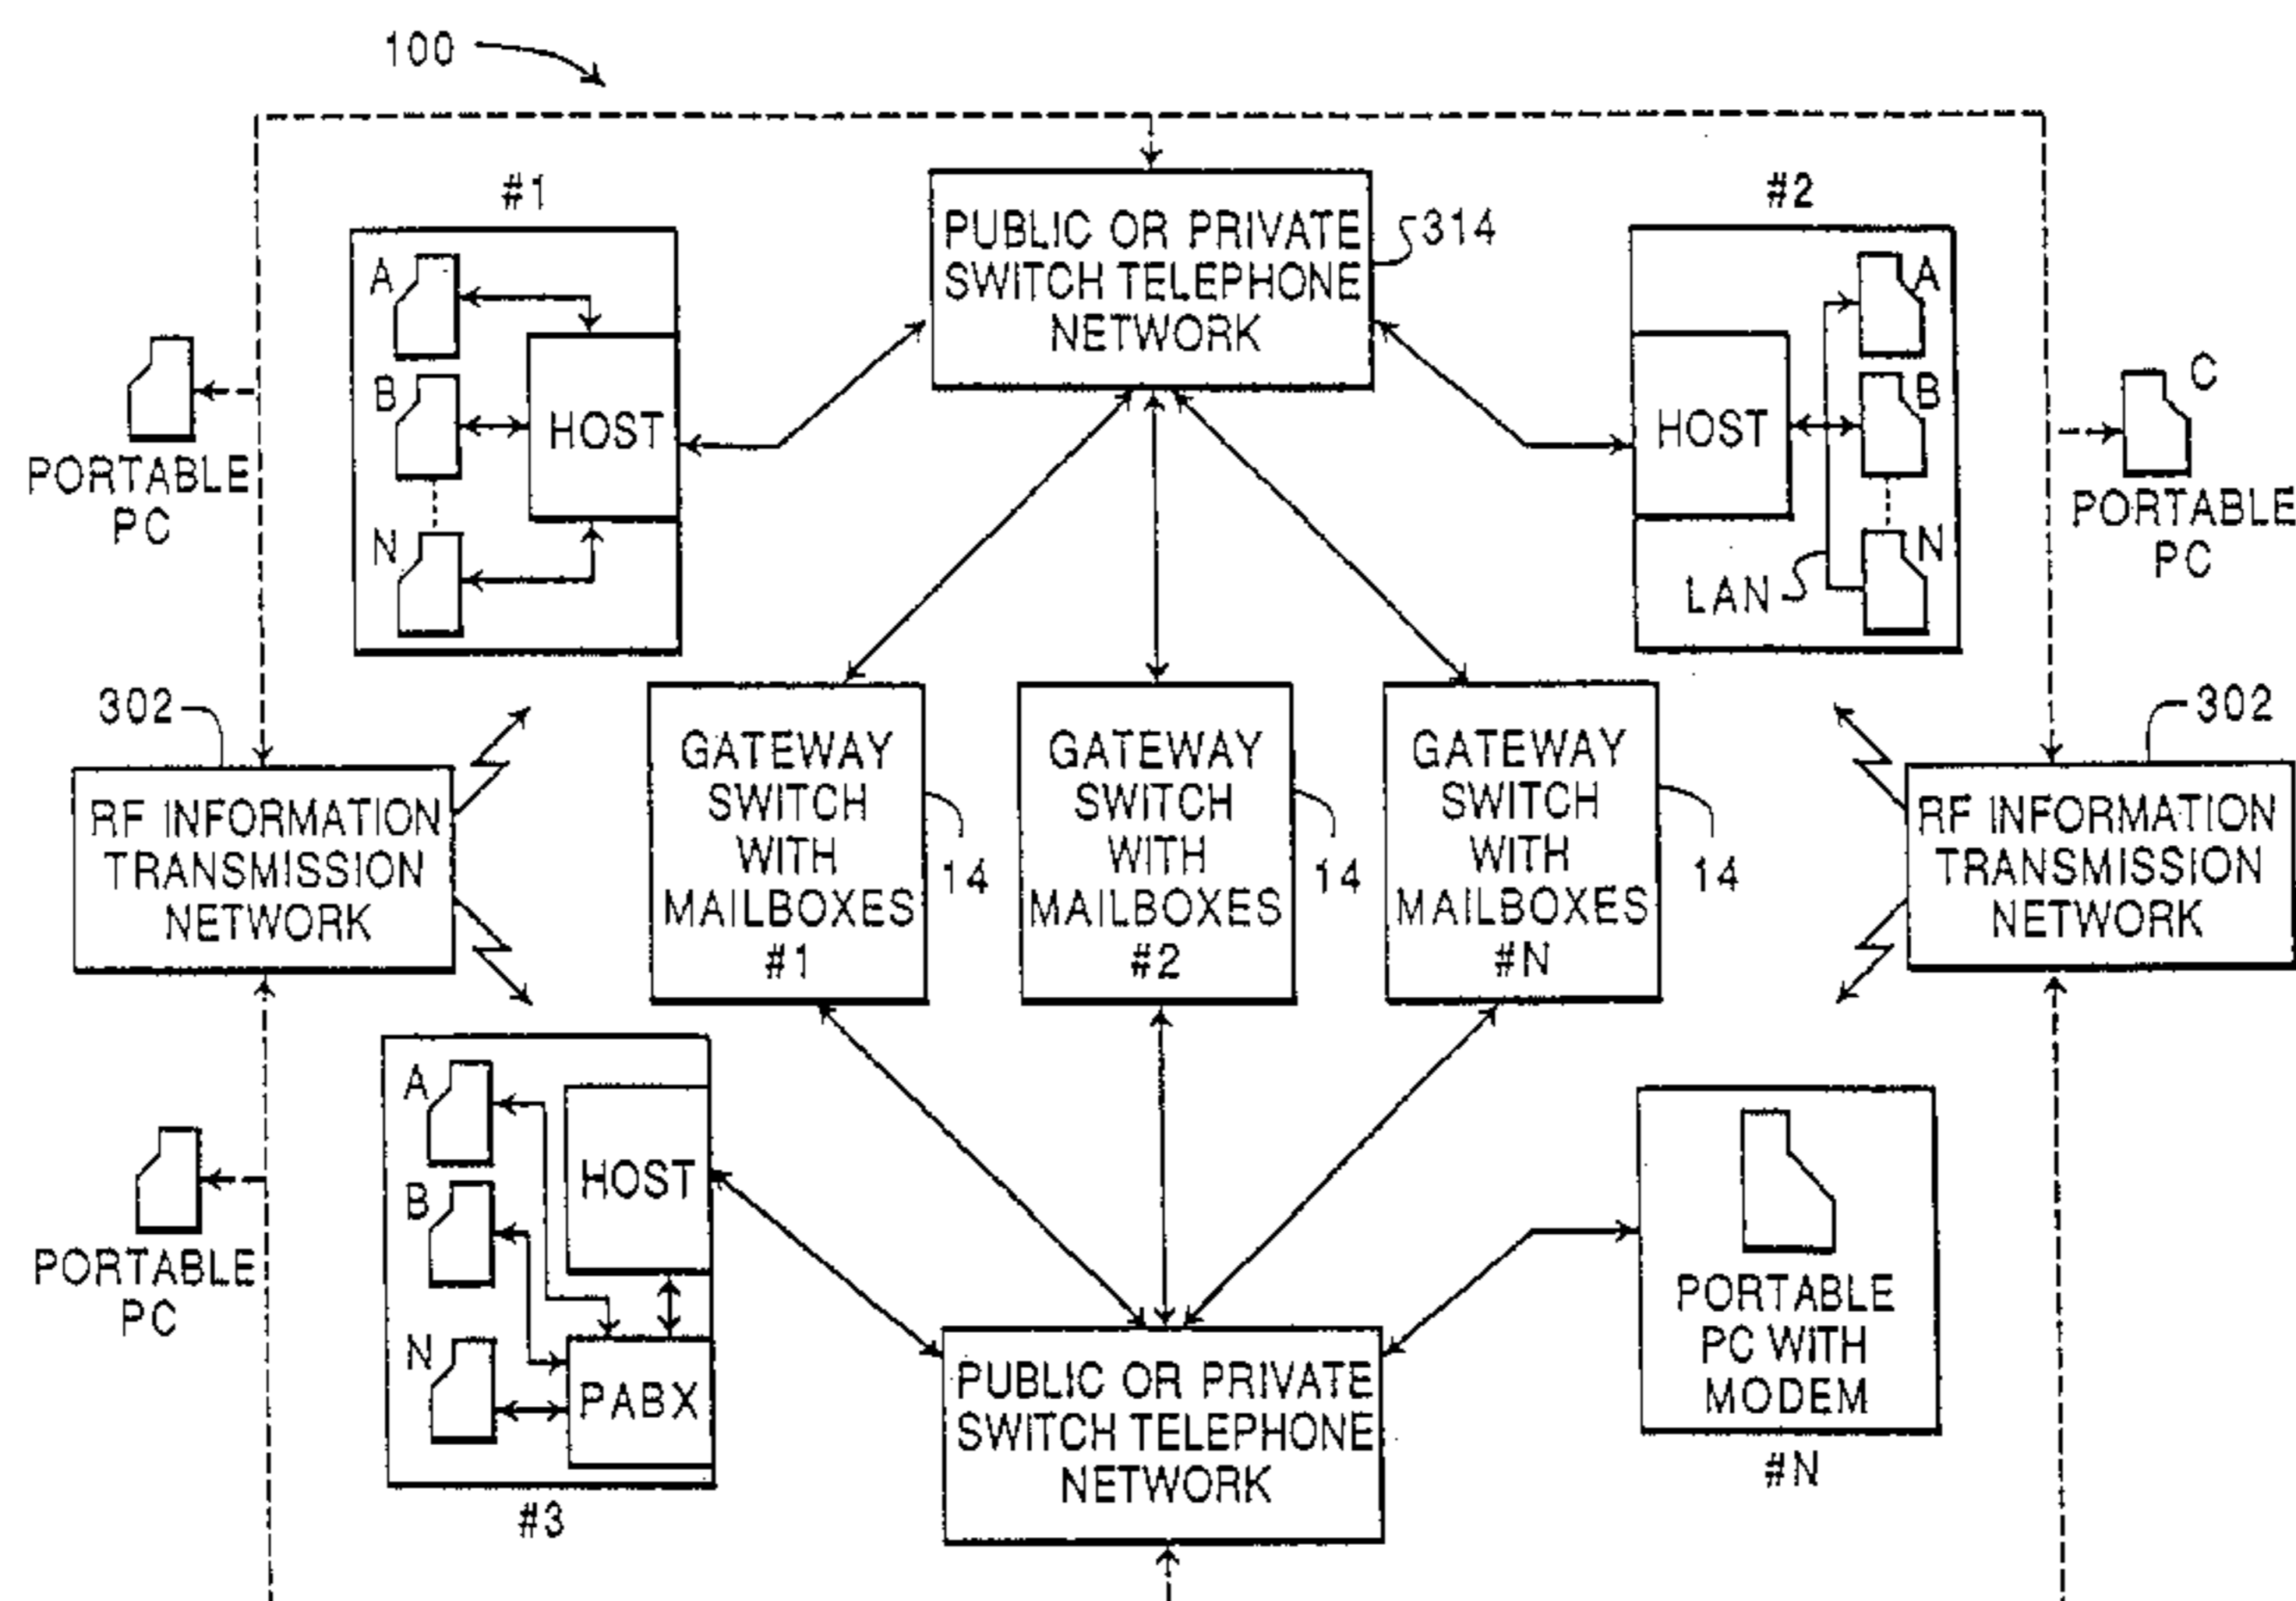 100
#1
A
B
N
HOST
PUBLIC OR PRIVATE
SWITCH TELEPHONE
NETWORK
314
#2
HOST
A
B
N
LAN
PORTABLE
PC
C
PORTABLE
PC
302
RF INFORMATION
TRANSMISSION
NETWORK
GATEWAY
SWITCH
WITH
MAILBOXES
#1
14
GATEWAY
SWITCH
WITH
MAILBOXES
#2
14
GATEWAY
SWITCH
WITH
MAILBOXES
#N
14
302
RF INFORMATION
TRANSMISSION
NETWORK
PORTABLE
PC
A
B
N
HOST
PABX
#3
PUBLIC OR PRIVATE
SWITCH TELEPHONE
NETWORK
PORTABLE
PC WITH
MODEM
#N